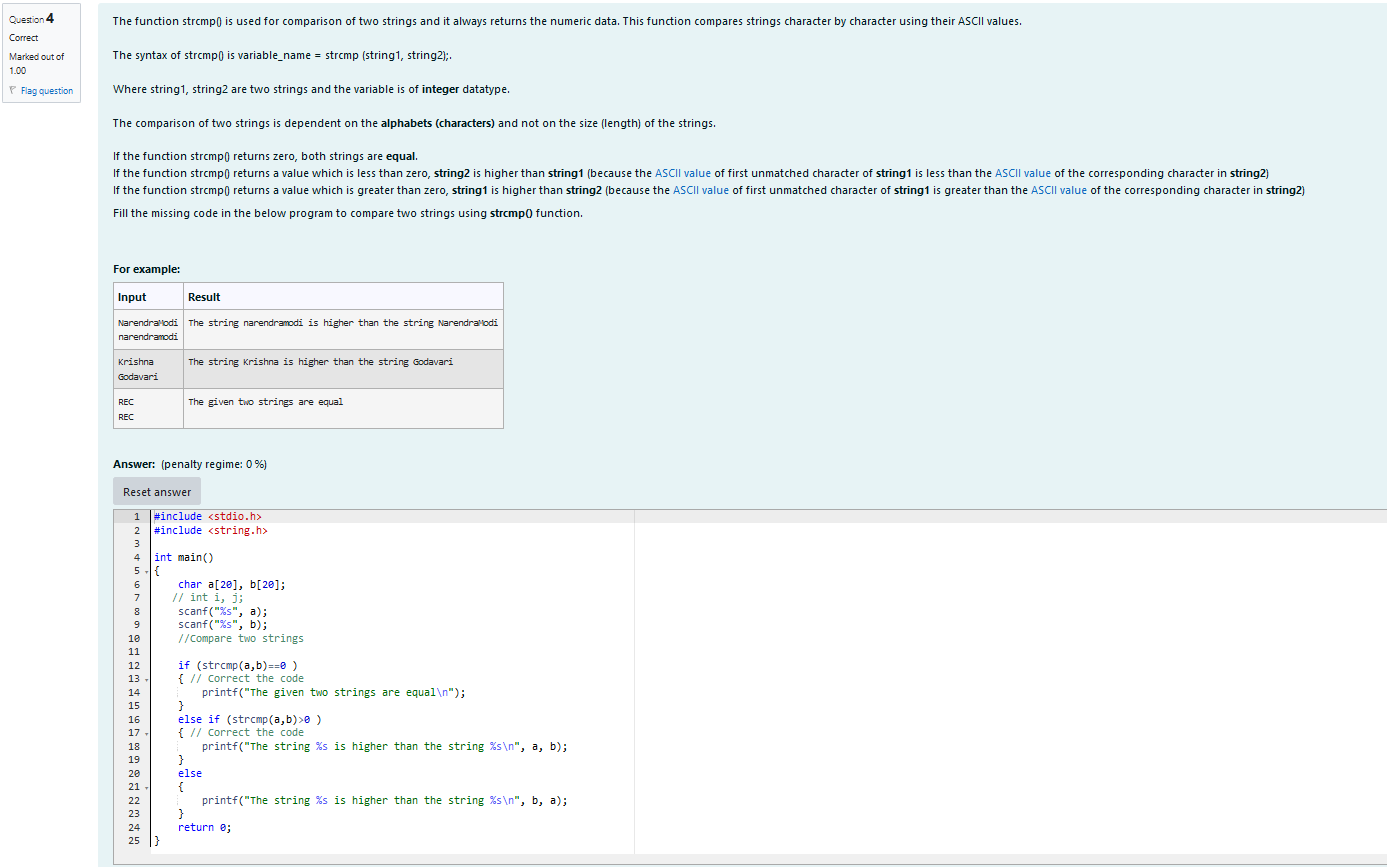 Question 4
Correct
Marked out of
1.00
Flag question
The function strcmp() is used for comparison of two strings and it always returns the numeric data. This function compares strings character by character using their ASCII values.
The syntax of strcmp() is variable_name = strcmp (string1, string2);.
Where string1, string2 are two strings and the variable is of integer datatype.
The comparison of two strings is dependent on the alphabets (characters) and not on the size (length) of the strings.
If the function strcmp() returns zero, both strings are equal.
If the function strcmp() returns a value which is less than zero, string2 is higher than string1 (because the ASCII value of first unmatched character of string1 is less than the ASCII value of the corresponding character in string2)
If the function strcmp() returns a value which is greater than zero, string1 is higher than string2 (because the ASCII value of first unmatched character of string1 is greater than the ASCII value of the corresponding character in string2)
Fill the missing code in the below program to compare two strings using strcmp() function.
For example:
Input Result
NarendraModi The string narendramodi is higher than the string NarendraModi
narendramodi
Krishna The string Krishna is higher than the string Godavari
Godavari
REC The given two strings are equal
REC
Answer: (penalty regime: 0 %)
Reset answer
1 #include <stdio.h>
2 #include <string.h>
3
4 int main()
5 {
6 char a[20], b[20];
7 // int i, j;
8 scanf("%s", a);
9 scanf("%s", b);
10 //Compare two strings
11
12 if (strcmp(a,b)==0 )
13 { // Correct the code
14 printf("The given two strings are equal\n");
15 }
16 else if (strcmp(a,b)>0 )
17 { // Correct the code
18 printf("The string %s is higher than the string %s\n", a, b);
19 }
20 else
21 {
22 printf("The string %s is higher than the string %s\n", b, a);
23 }
24 return 0;
25 }